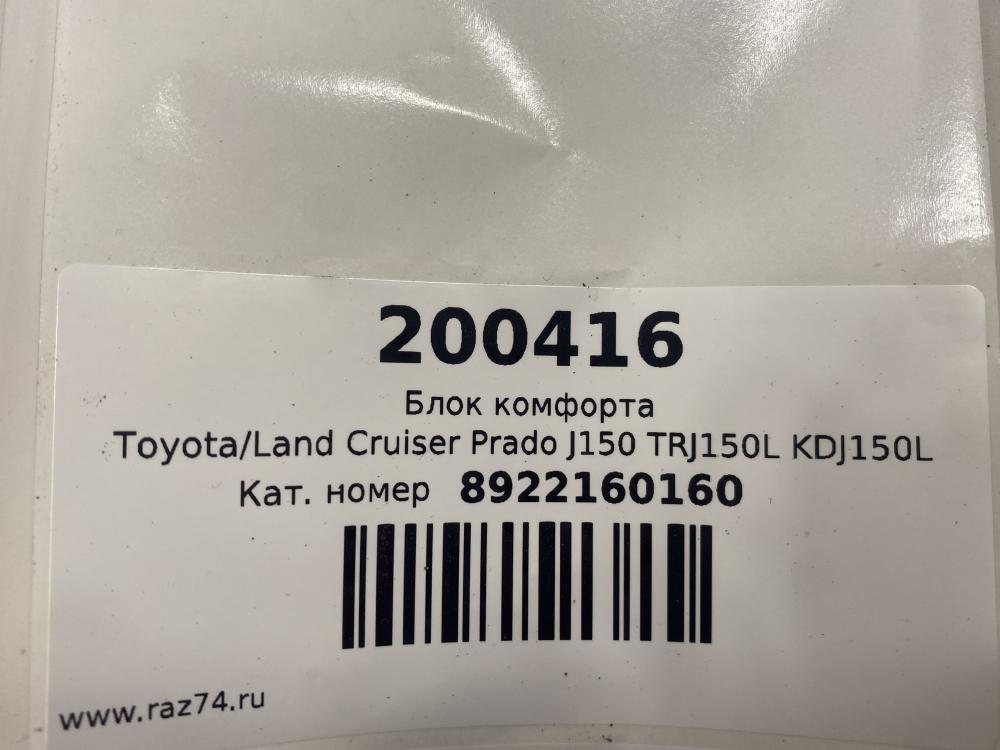 200416
Блок комфорта
Toyota/Land Cruiser Prado J150 TRJ150L KDJ150L
Кат. номер 8922160160
www.raz74.ru